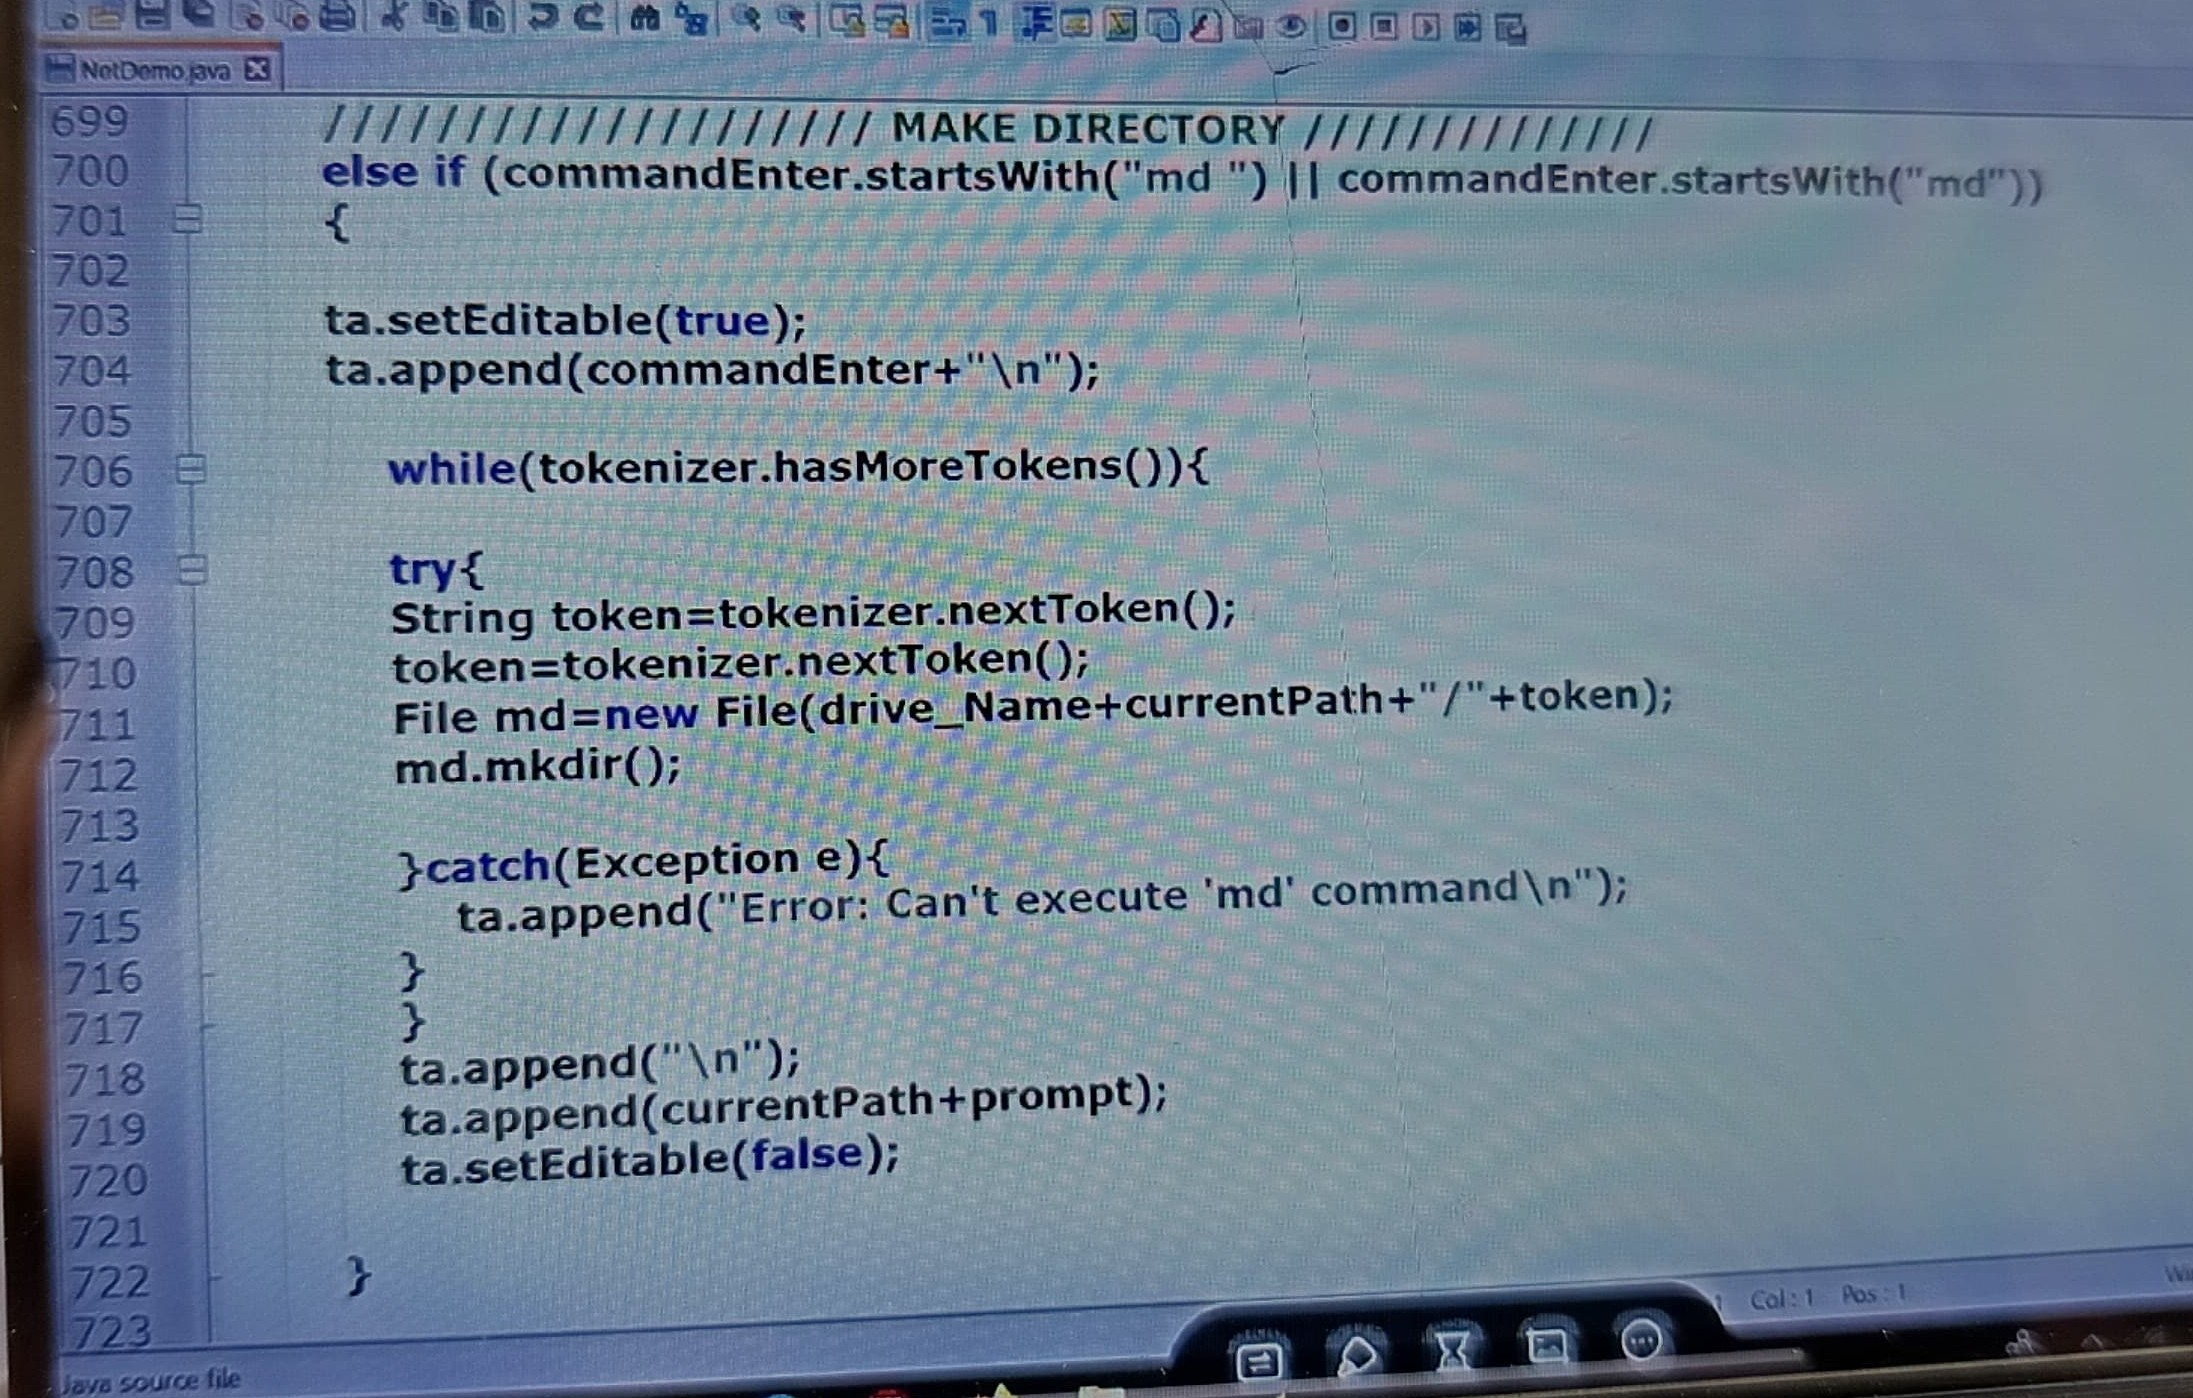 NotDemo.java
699 //////////////////// MAKE DIRECTORY /////////////
700 else if (commandEnter.startsWith("md ") || commandEnter.startsWith("md"))
701 {
702
703 ta.setEditable(true);
704 ta.append(commandEnter+"\n");
705
706 while(tokenizer.hasMoreTokens()){
707
708 try{
709 String token=tokenizer.nextToken();
710 token=tokenizer.nextToken();
711 File md=new File(drive_Name+currentPath+"/"+token);
712 md.mkdir();
713
714 }catch(Exception e){
715 ta.append("Error: Can't execute 'md' command\n");
716 }
717 }
718 ta.append("\n");
719 ta.append(currentPath+prompt);
720 ta.setEditable(false);
721
722 }
723
Java source file
Col : 1 Pos : 1